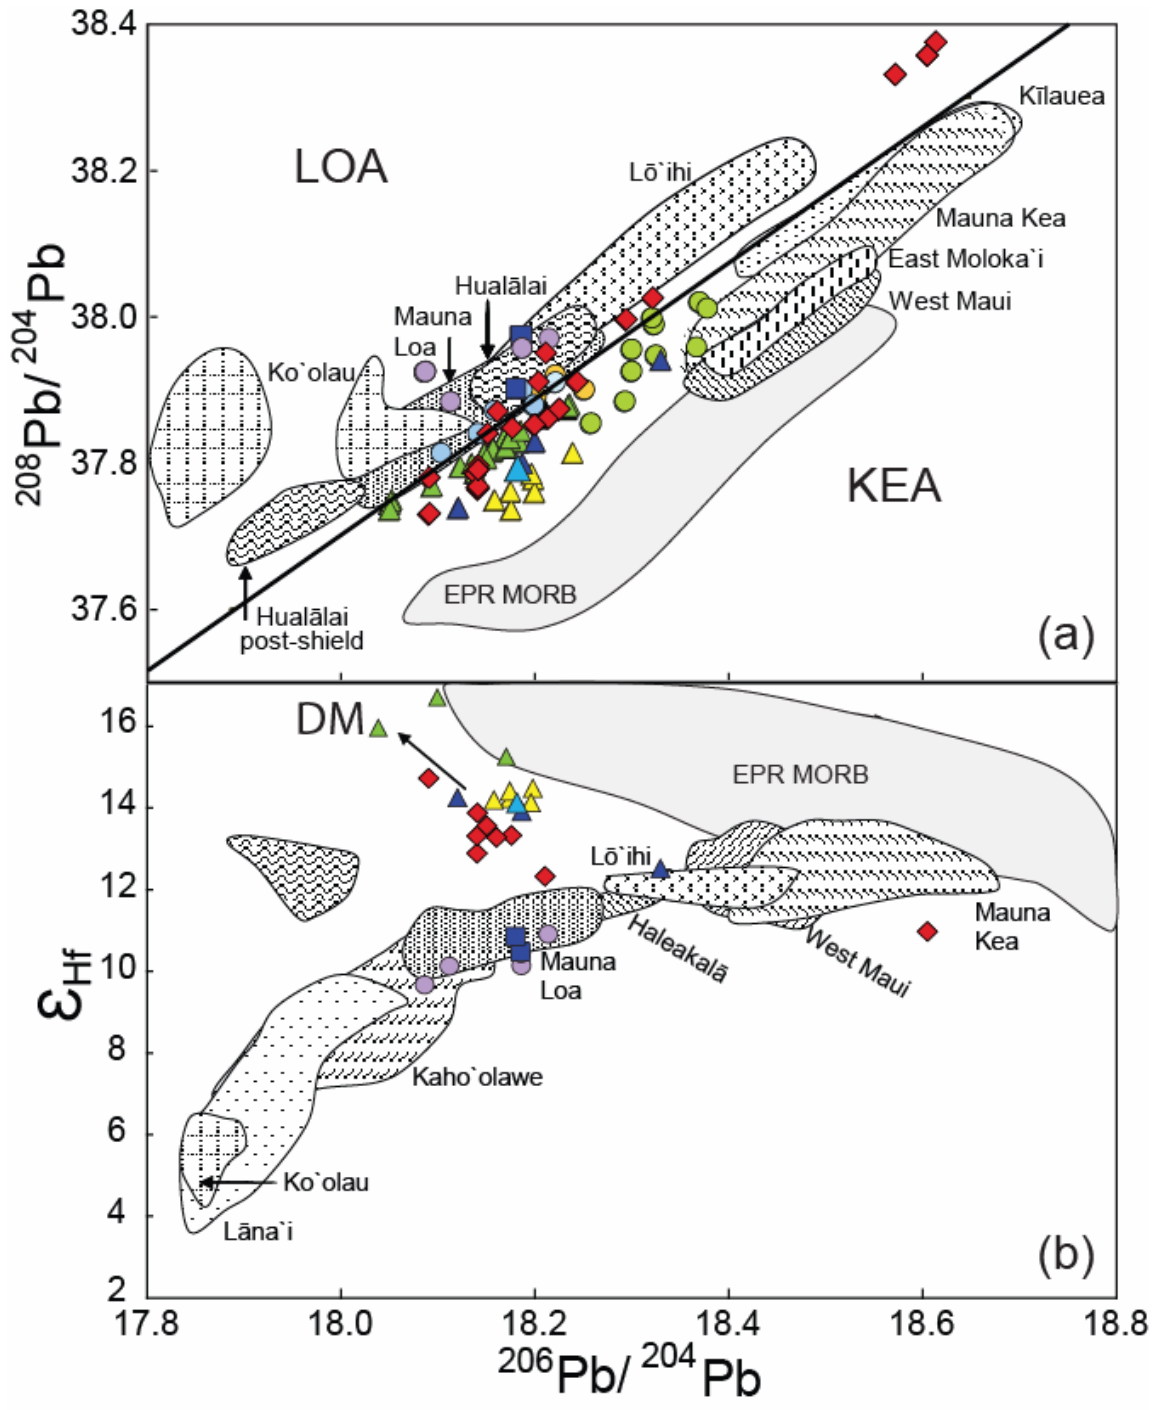 38.4
38.2
38.0
37.8
37.6
²⁰⁸Pb/²⁰⁴Pb
LOA
KEA
Kīlauea
Lō`ihi
Mauna Kea
East Moloka`i
West Maui
Hualālai
Mauna
Loa
Ko`olau
EPR MORB
Hualālai
post-shield
(a)
16
14
12
10
8
6
4
2
εHf
DM
EPR MORB
Lō`ihi
Mauna
Kea
West Maui
Haleakalā
Mauna
Loa
Kaho`olawe
Ko`olau
Lāna`i
(b)
17.8
18.0
18.2
18.4
18.6
18.8
²⁰⁶Pb/ ²⁰⁴Pb